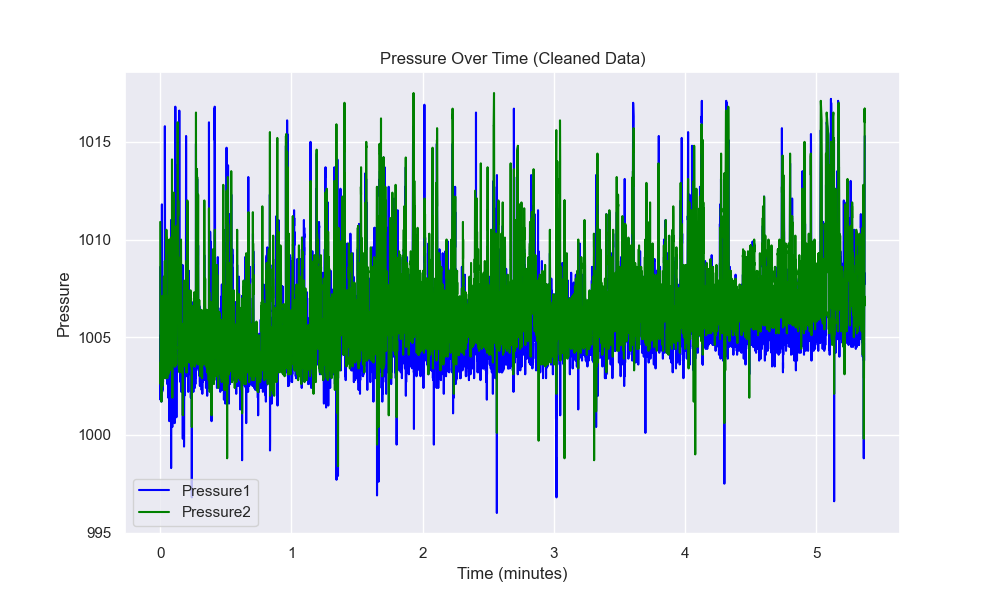 Pressure Over Time (Cleaned Data)
Pressure
1015
1010
1005
1000
995
Pressure1
Pressure2
0 1 2 3 4 5
Time (minutes)